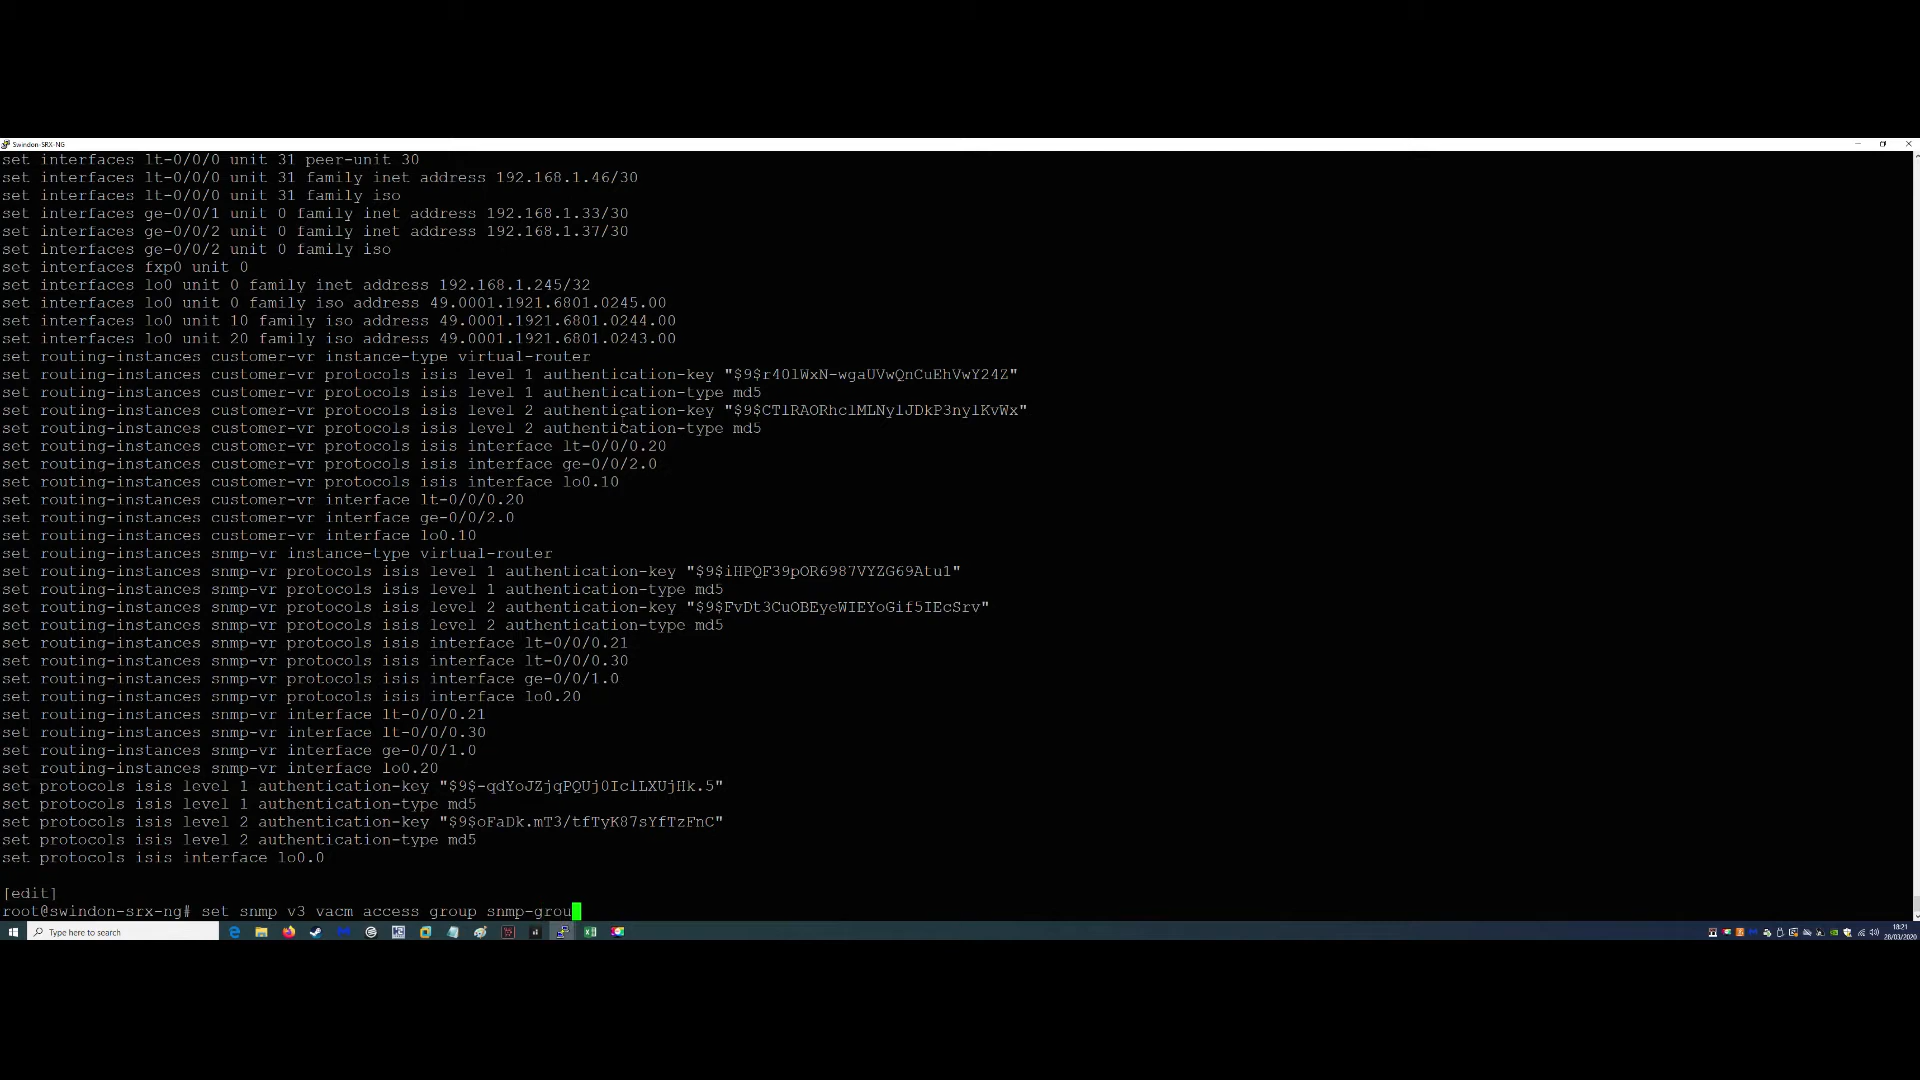 Swindon-SRX-NG
set interfaces lt-0/0/0 unit 31 peer-unit 30
set interfaces lt-0/0/0 unit 31 family inet address 192.168.1.46/30
set interfaces lt-0/0/0 unit 31 family iso
set interfaces ge-0/0/1 unit 0 family inet address 192.168.1.33/30
set interfaces ge-0/0/2 unit 0 family inet address 192.168.1.37/30
set interfaces ge-0/0/2 unit 0 family iso
set interfaces fxp0 unit 0
set interfaces lo0 unit 0 family inet address 192.168.1.245/32
set interfaces lo0 unit 0 family iso address 49.0001.1921.6801.0245.00
set interfaces lo0 unit 10 family iso address 49.0001.1921.6801.0244.00
set interfaces lo0 unit 20 family iso address 49.0001.1921.6801.0243.00
set routing-instances customer-vr instance-type virtual-router
set routing-instances customer-vr protocols isis level 1 authentication-key "$9$r40lWxN-wgaUVwQnCuEhVwY24Z"
set routing-instances customer-vr protocols isis level 1 authentication-type md5
set routing-instances customer-vr protocols isis level 2 authentication-key "$9$CT1RAORhclMLNylJDkP3nylKvWx"
set routing-instances customer-vr protocols isis level 2 authentication-type md5
set routing-instances customer-vr protocols isis interface lt-0/0/0.20
set routing-instances customer-vr protocols isis interface ge-0/0/2.0
set routing-instances customer-vr protocols isis interface lo0.10
set routing-instances customer-vr interface lt-0/0/0.20
set routing-instances customer-vr interface ge-0/0/2.0
set routing-instances customer-vr interface lo0.10
set routing-instances snmp-vr instance-type virtual-router
set routing-instances snmp-vr protocols isis level 1 authentication-key "$9$iHPQF39pOR6987VYZG69Atu1"
set routing-instances snmp-vr protocols isis level 1 authentication-type md5
set routing-instances snmp-vr protocols isis level 2 authentication-key "$9$FvDt3CuOBEyeWIEYoGif5IEcSrv"
set routing-instances snmp-vr protocols isis level 2 authentication-type md5
set routing-instances snmp-vr protocols isis interface lt-0/0/0.21
set routing-instances snmp-vr protocols isis interface lt-0/0/0.30
set routing-instances snmp-vr protocols isis interface ge-0/0/1.0
set routing-instances snmp-vr protocols isis interface lo0.20
set routing-instances snmp-vr interface lt-0/0/0.21
set routing-instances snmp-vr interface lt-0/0/0.30
set routing-instances snmp-vr interface ge-0/0/1.0
set routing-instances snmp-vr interface lo0.20
set protocols isis level 1 authentication-key "$9$-qdYoJZjqPQUj0IclLXUjHk.5"
set protocols isis level 1 authentication-type md5
set protocols isis level 2 authentication-key "$9$oFaDk.mT3/tfTyK87sYfTzFnC"
set protocols isis level 2 authentication-type md5
set protocols isis interface lo0.0
[edit]
root@swindon-srx-ng# set snmp v3 vacm access group snmp-grou
Type here to search
18:21
28/03/2020